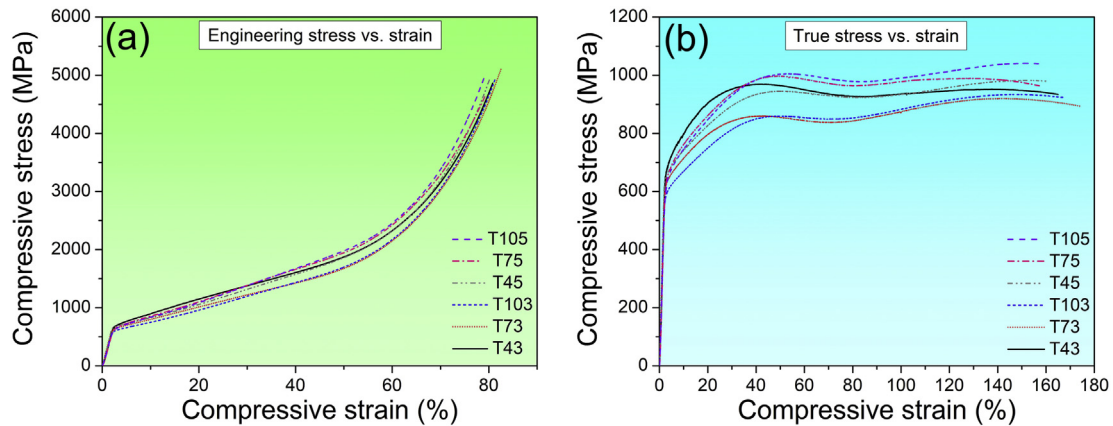 (a)
Engineering stress vs. strain
Compressive stress (MPa)
6000
5000
4000
3000
2000
1000
0
T105
T75
T45
T103
T73
T43
0 20 40 60 80
Compressive strain (%)
(b)
True stress vs. strain
Compressive stress (MPa)
1200
1000
800
600
400
200
0
T105
T75
T45
T103
T73
T43
0 20 40 60 80 100 120 140 160 180
Compressive strain (%)